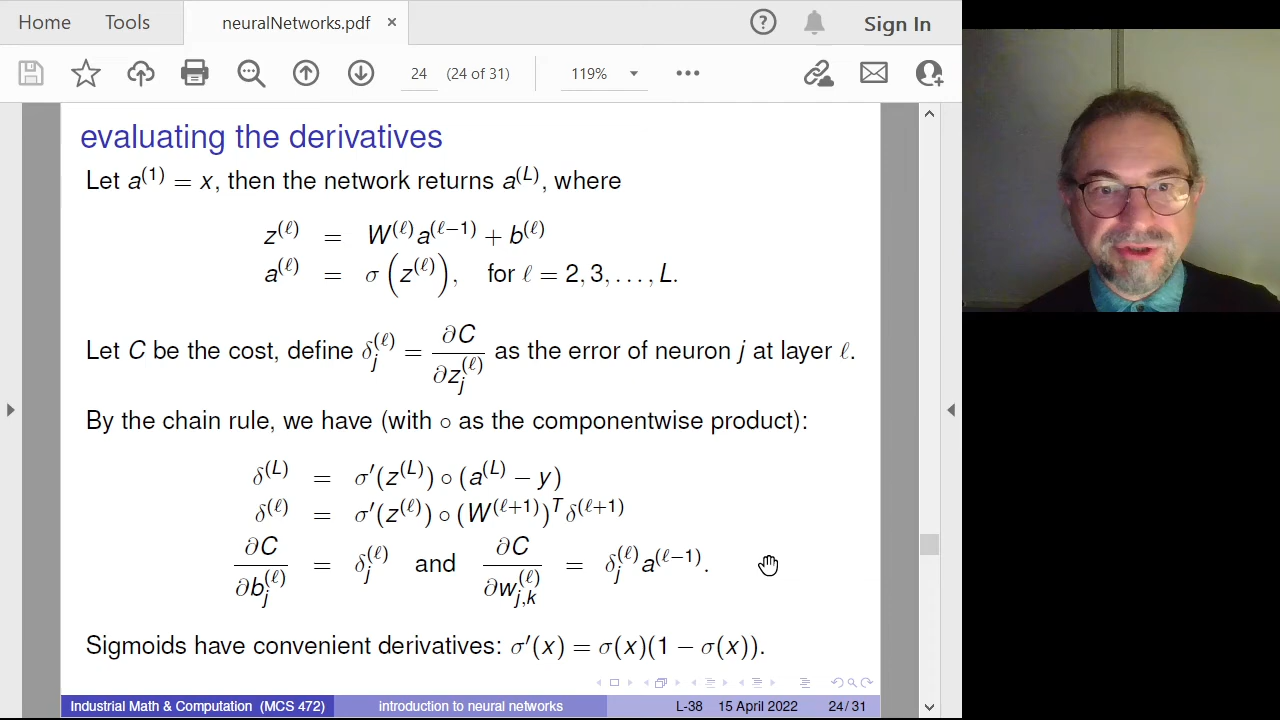 Home Tools neuralNetworks.pdf × ? Sign In
24 (24 of 31) 119%
evaluating the derivatives
Let a^(1) = x, then the network returns a^(L), where
z^(ℓ) = W^(ℓ) a^(ℓ−1) + b^(ℓ)
a^(ℓ) = σ(z^(ℓ)), for ℓ = 2, 3, . . . , L.
Let C be the cost, define δ_j^(ℓ) = ∂C/∂z_j^(ℓ) as the error of neuron j at layer ℓ.
By the chain rule, we have (with ∘ as the componentwise product):
δ^(L) = σ′(z^(L)) ∘ (a^(L) − y)
δ^(ℓ) = σ′(z^(ℓ)) ∘ (W^(ℓ+1))^T δ^(ℓ+1)
∂C/∂b_j^(ℓ) = δ_j^(ℓ) and ∂C/∂w_{j,k}^(ℓ) = δ_j^(ℓ) a^(ℓ−1).
Sigmoids have convenient derivatives: σ′(x) = σ(x)(1 − σ(x)).
Industrial Math & Computation (MCS 472) introduction to neural networks L-38 15 April 2022 24/31